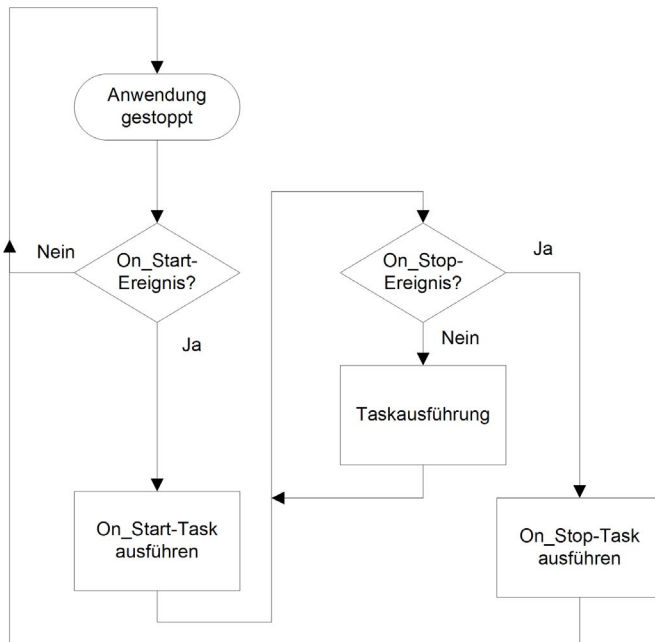 Anwendung
gestoppt
Nein
On_Start-
Ereignis?
Ja
On_Start-Task
ausführen
On_Stop-
Ereignis?
Ja
Nein
Taskausführung
On_Stop-Task
ausführen